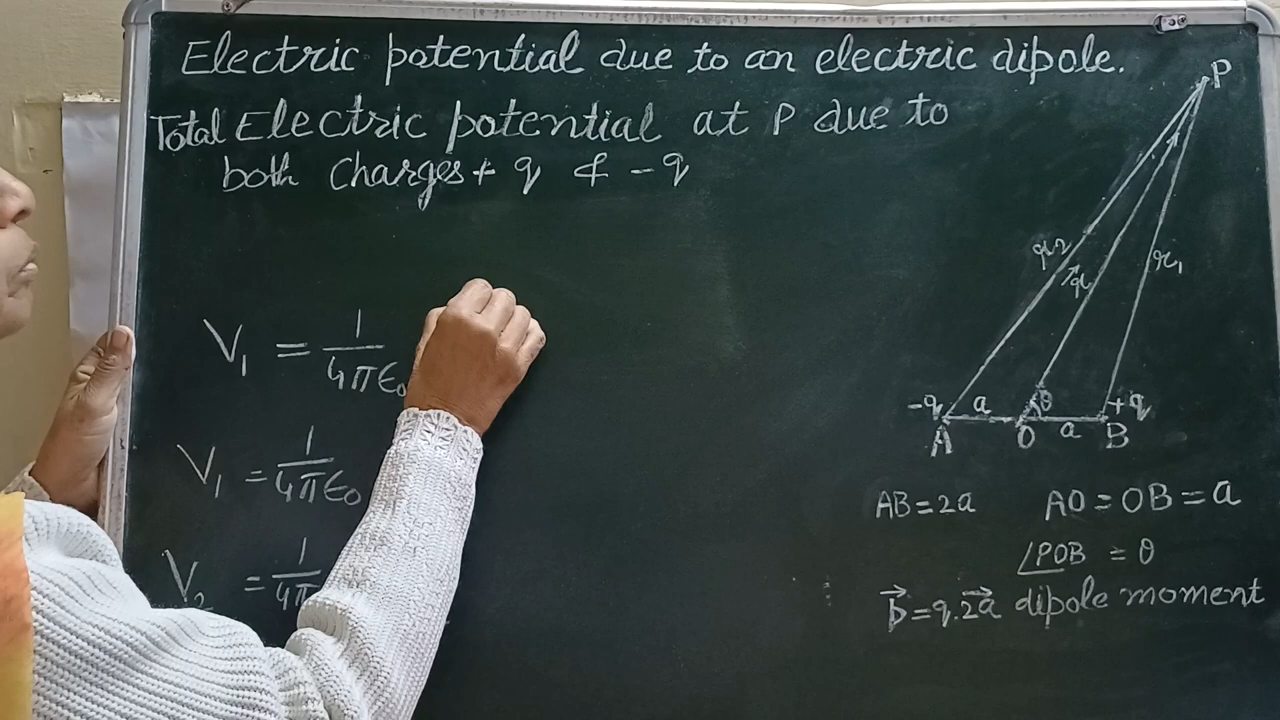 Electric potential due to an electric dipole.
Total Electric potential at P due to
both charges + q & -q
V₁ = 1/4πϵ₀
V₁ = 1/4πϵ₀
V₂ = 1/4π
P
r₂
r⃗
r₁
-q
a
θ
+q
A
O
a
B
AB = 2a AO = OB = a
∠POB = θ
p⃗ = q.2a⃗ dipole moment